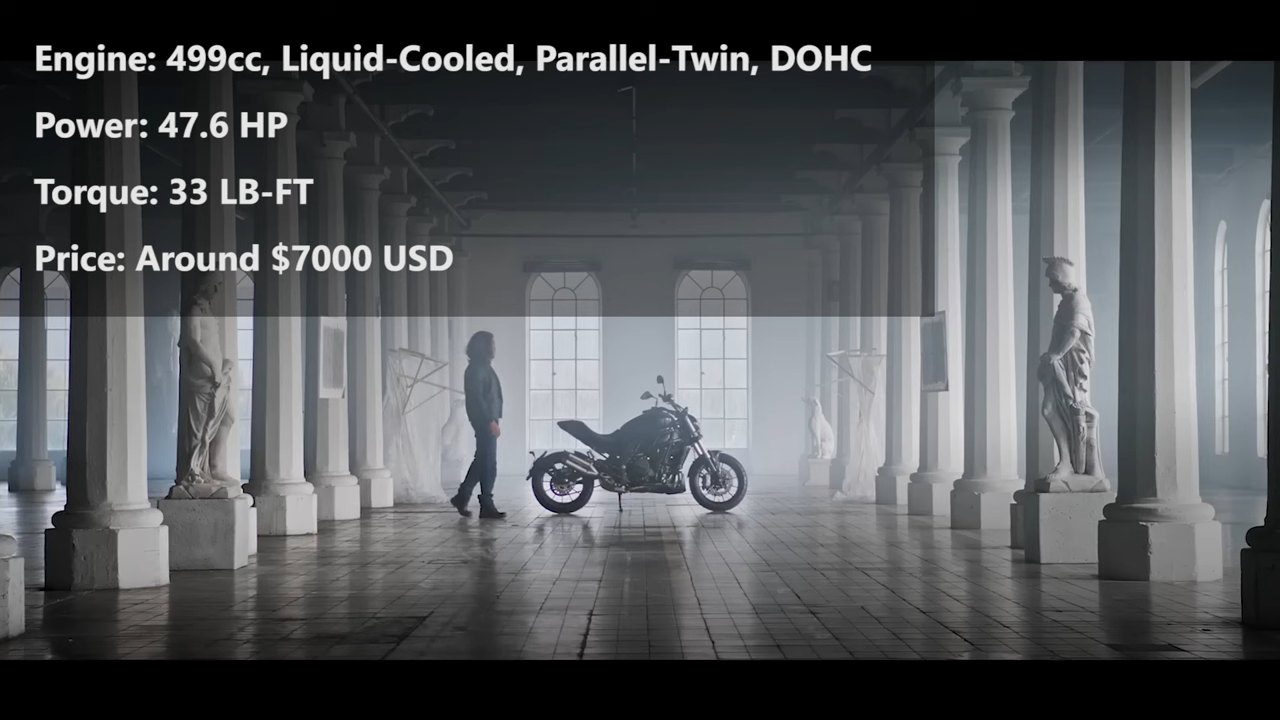 Engine: 499cc, Liquid-Cooled, Parallel-Twin, DOHC
Power: 47.6 HP
Torque: 33 LB-FT
Price: Around $7000 USD